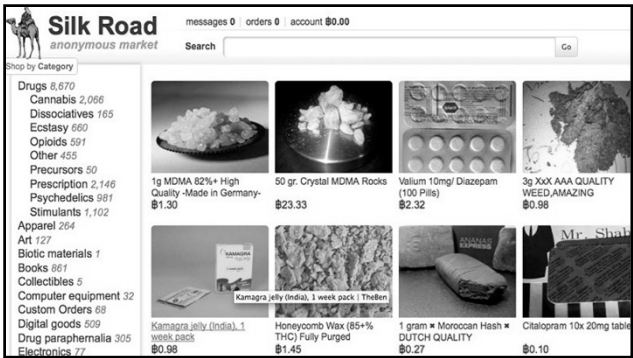 Silk Road
anonymous market
messages 0 orders 0 account ฿0.00
Search
Go
Shop by Category
Drugs 8,670
Cannabis 2,066
Dissociatives 165
Ecstasy 660
Opioids 591
Other 455
Precursors 50
Prescription 2,146
Psychedelics 981
Stimulants 1,102
Apparel 264
Art 127
Biotic materials 1
Books 861
Collectibles 5
Computer equipment 32
Custom Orders 68
Digital goods 509
Drug paraphernalia 305
Electronics 77
1g MDMA 82%+ High
Quality -Made in Germany-
฿1.30
50 gr. Crystal MDMA Rocks
฿23.33
Valium 10mg/ Diazepam
(100 Pills)
฿2.32
3g XxX AAA QUALITY
WEED,AMAZING
฿0.98
KAMAGRA
Kamagra jelly (India), 1 week pack | TheBen
Kamagra jelly (India), 1
week pack
฿0.98
Honeycomb Wax (85+%
THC) Fully Purged
฿1.45
ANANAS
EXPRESS
1 gram × Moroccan Hash ×
DUTCH QUALITY
฿0.27
Mr. Shab
Citalopram 10x 20mg table
฿0.10